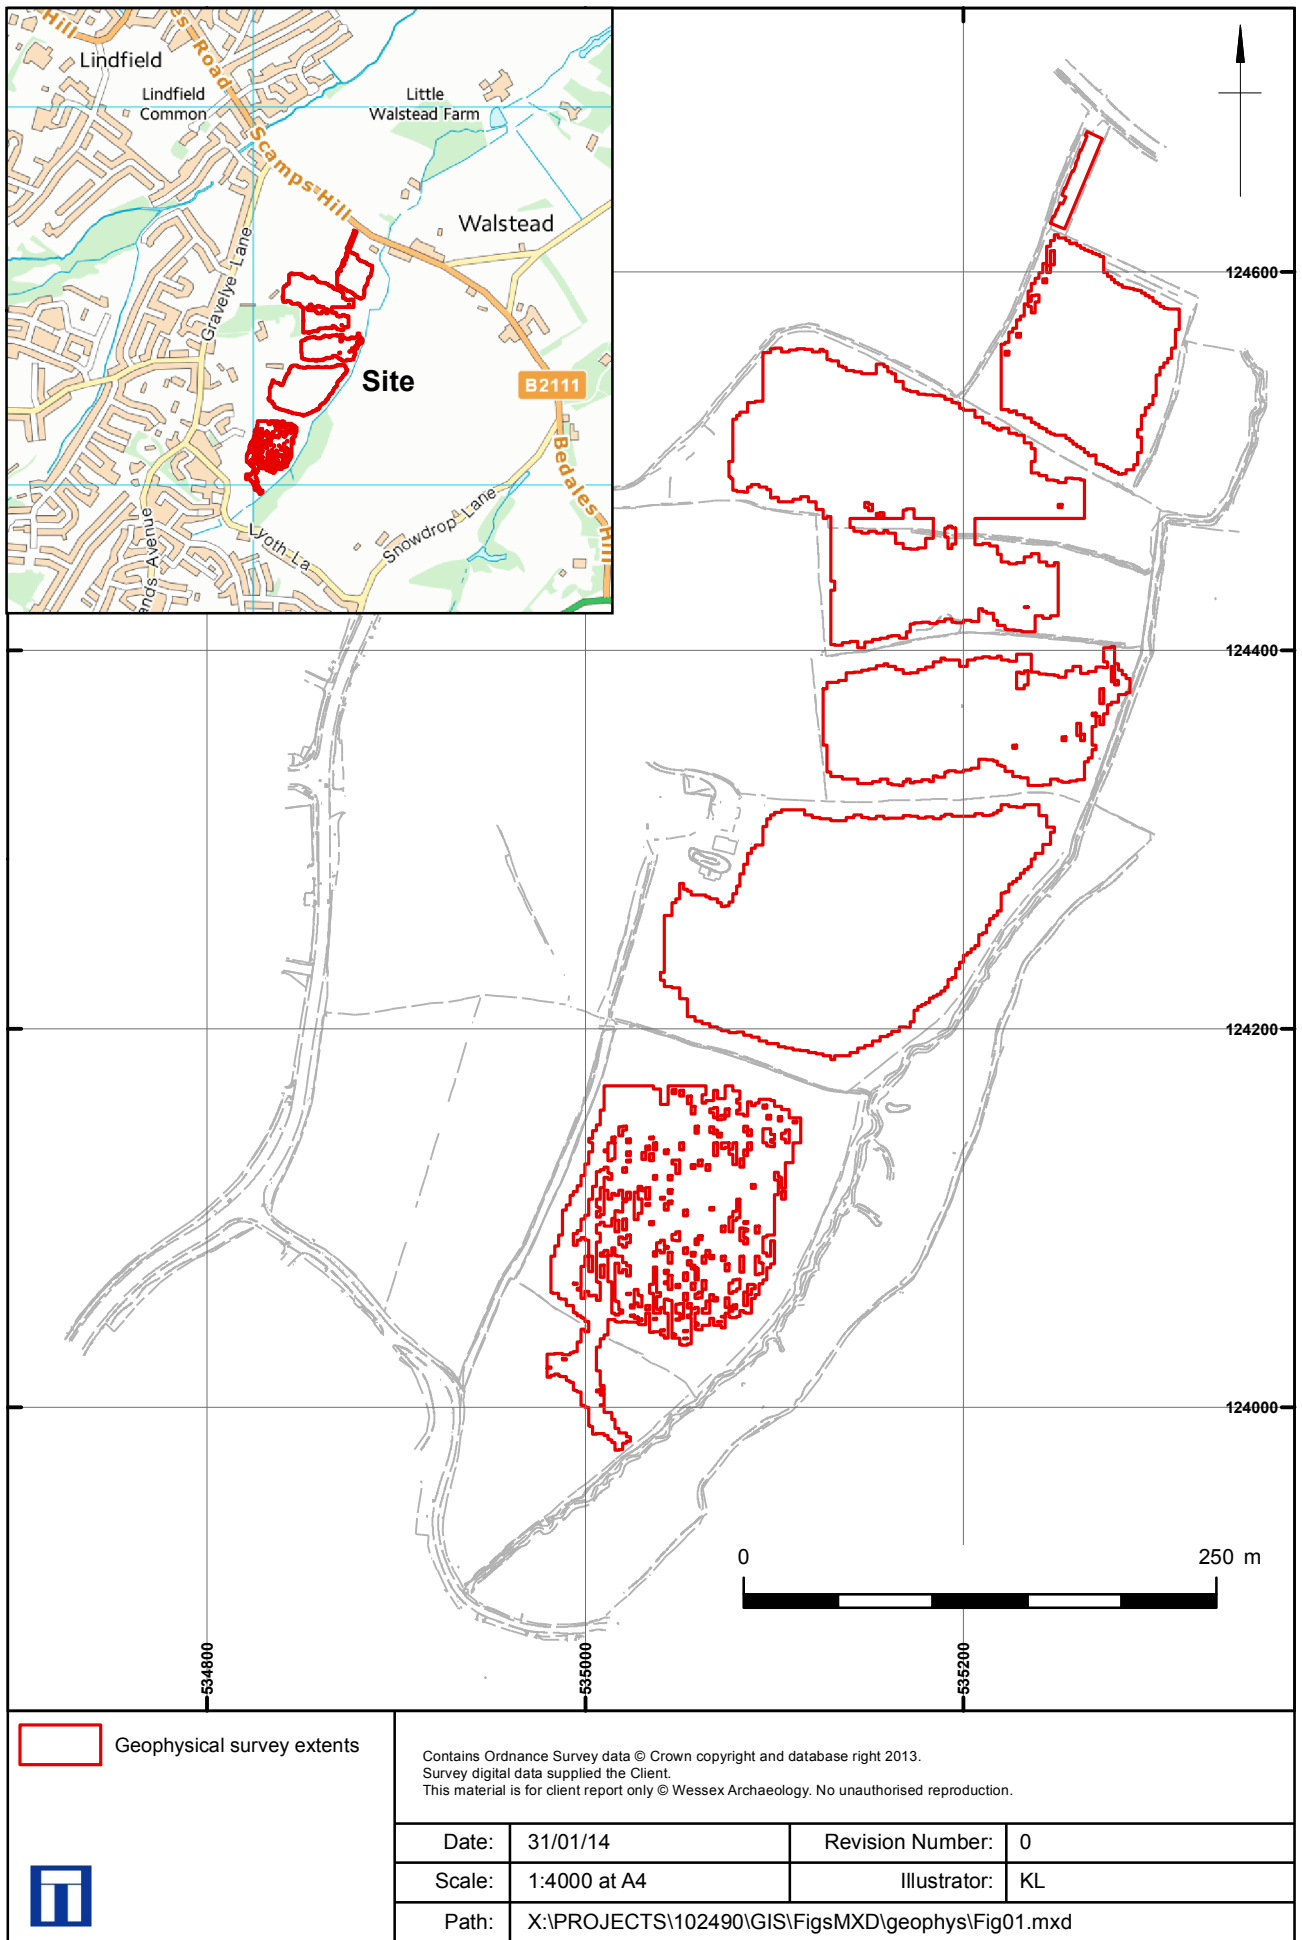 Hill
es Road
Lindfield
Lindfield
Common
Little
Walstead Farm
Scamps Hill
Walstead
Gravelye Lane
Site
B2111
Bedales Hill
Snowdrop Lane
Lyoth La
ands Avenue
124600
124400
124200
124000
0 250 m
534800
535000
535200
Geophysical survey extents
Contains Ordnance Survey data © Crown copyright and database right 2013.
Survey digital data supplied the Client.
This material is for client report only © Wessex Archaeology. No unauthorised reproduction.
Date: 31/01/14 Revision Number: 0
Scale: 1:4000 at A4 Illustrator: KL
Path: X:\PROJECTS\102490\GIS\FigsMXD\geophys\Fig01.mxd